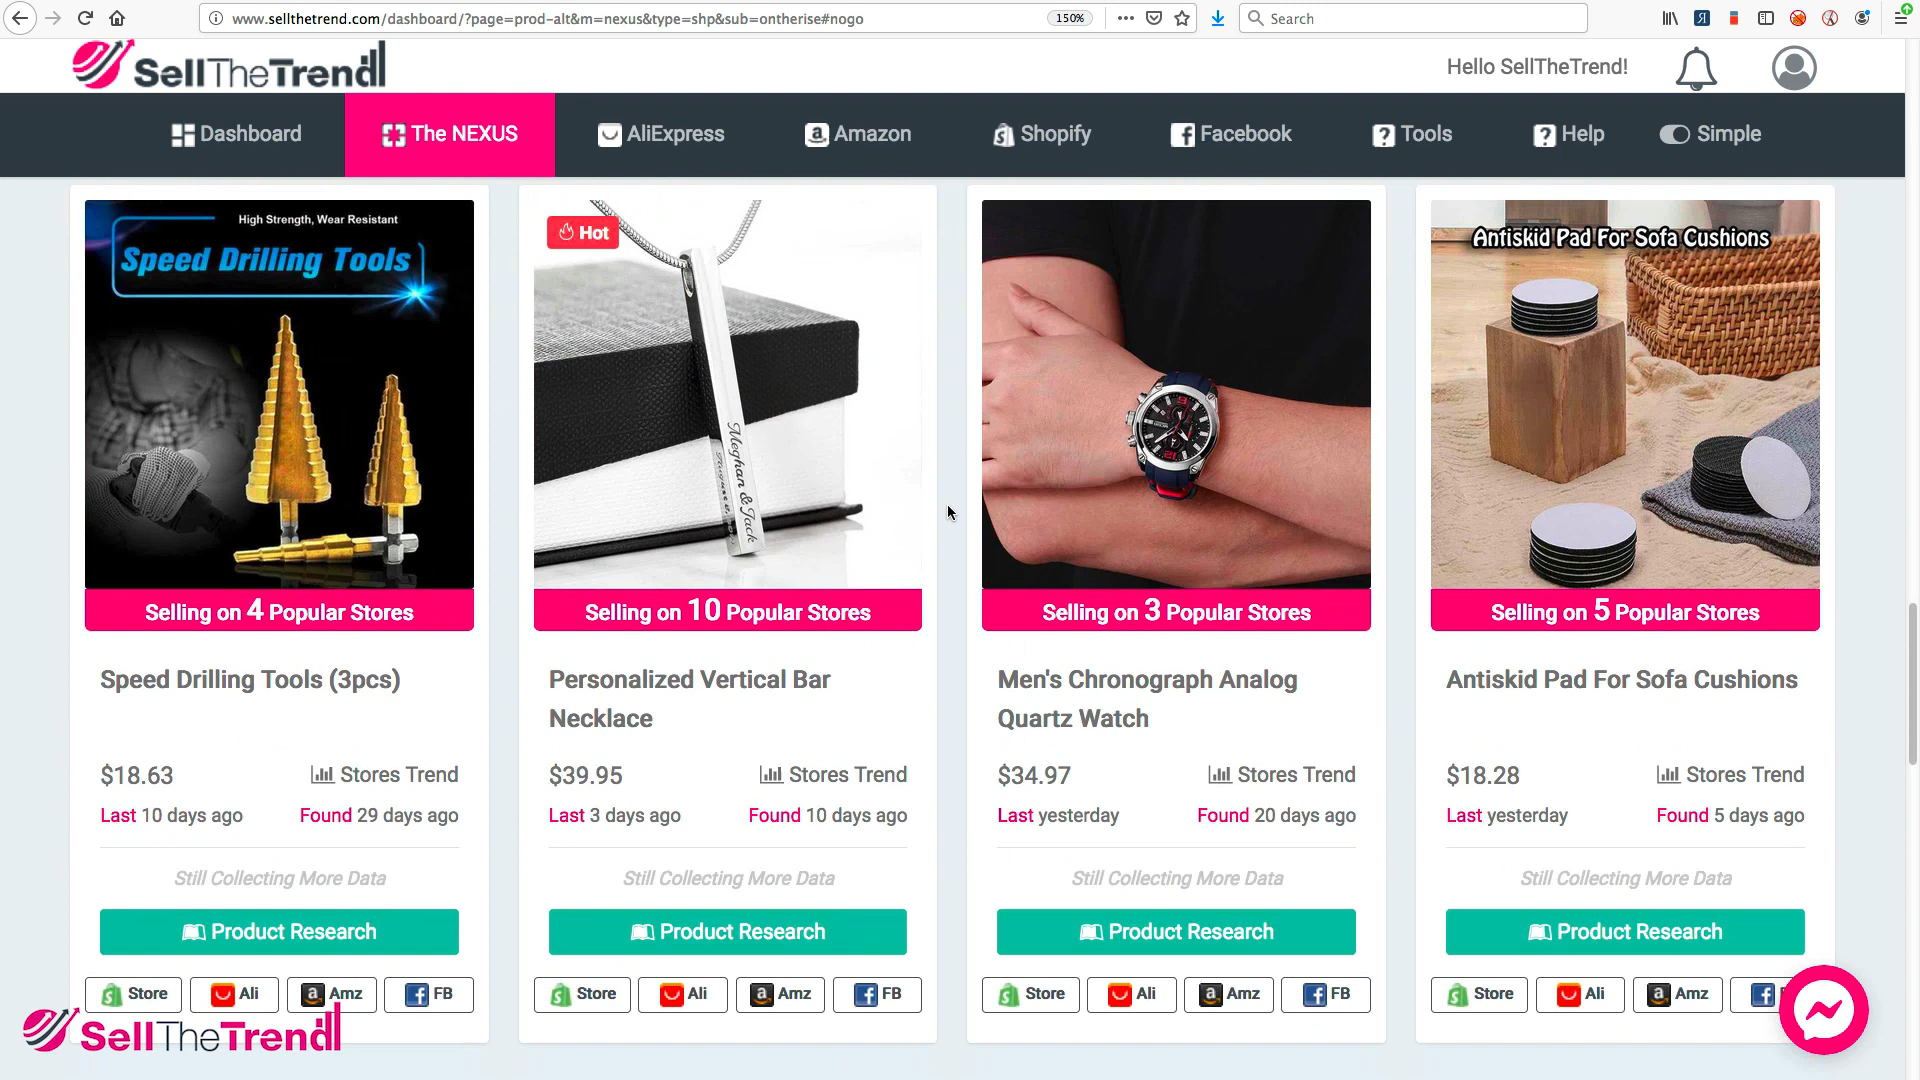 www.sellthetrend.com/dashboard/?page=prod-alt&m=nexus&type=shp&sub=ontherise#nogo
150%
Search
SellTheTrend
Hello SellTheTrend!
Dashboard
The NEXUS
AliExpress
Amazon
Shopify
Facebook
Tools
Help
Simple
High Strength, Wear Resistant
Speed Drilling Tools
Selling on 4 Popular Stores
Speed Drilling Tools (3pcs)
$18.63
Stores Trend
Last 10 days ago
Found 29 days ago
Still Collecting More Data
Product Research
Store
Ali
Amz
FB
Hot
Meghan & Jack
Selling on 10 Popular Stores
Personalized Vertical Bar
Necklace
$39.95
Stores Trend
Last 3 days ago
Found 10 days ago
Still Collecting More Data
Product Research
Store
Ali
Amz
FB
Selling on 3 Popular Stores
Men's Chronograph Analog
Quartz Watch
$34.97
Stores Trend
Last yesterday
Found 20 days ago
Still Collecting More Data
Product Research
Store
Ali
Amz
FB
Antiskid Pad For Sofa Cushions
Selling on 5 Popular Stores
Antiskid Pad For Sofa Cushions
$18.28
Stores Trend
Last yesterday
Found 5 days ago
Still Collecting More Data
Product Research
Store
Ali
Amz
SellTheTrend